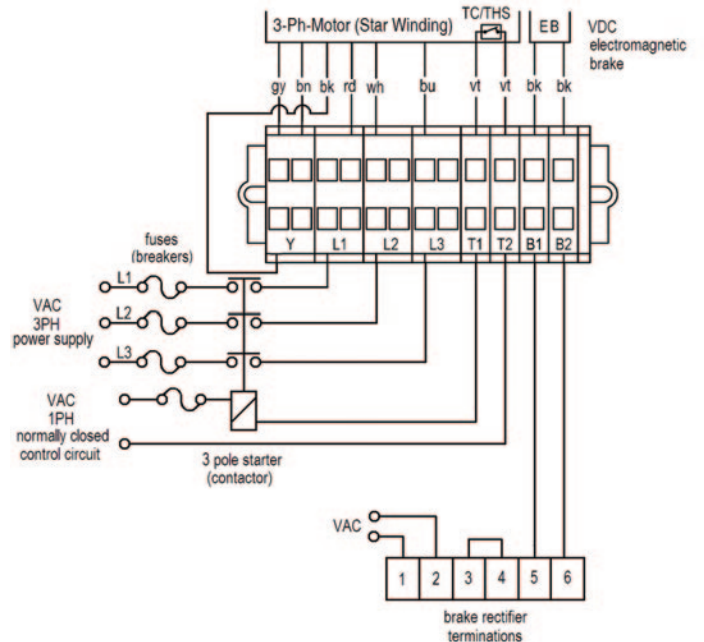 3-Ph-Motor (Star Winding)
TC/THS
EB
VDC
electromagnetic
brake
gy bn bk rd wh bu vt vt bk bk
Y L1 L2 L3 T1 T2 B1 B2
fuses
(breakers)
L1
VAC
3PH
power supply
L2
L3
VAC
1PH
normally closed
control circuit
3 pole starter
(contactor)
VAC
1 2 3 4 5 6
brake rectifier
terminations